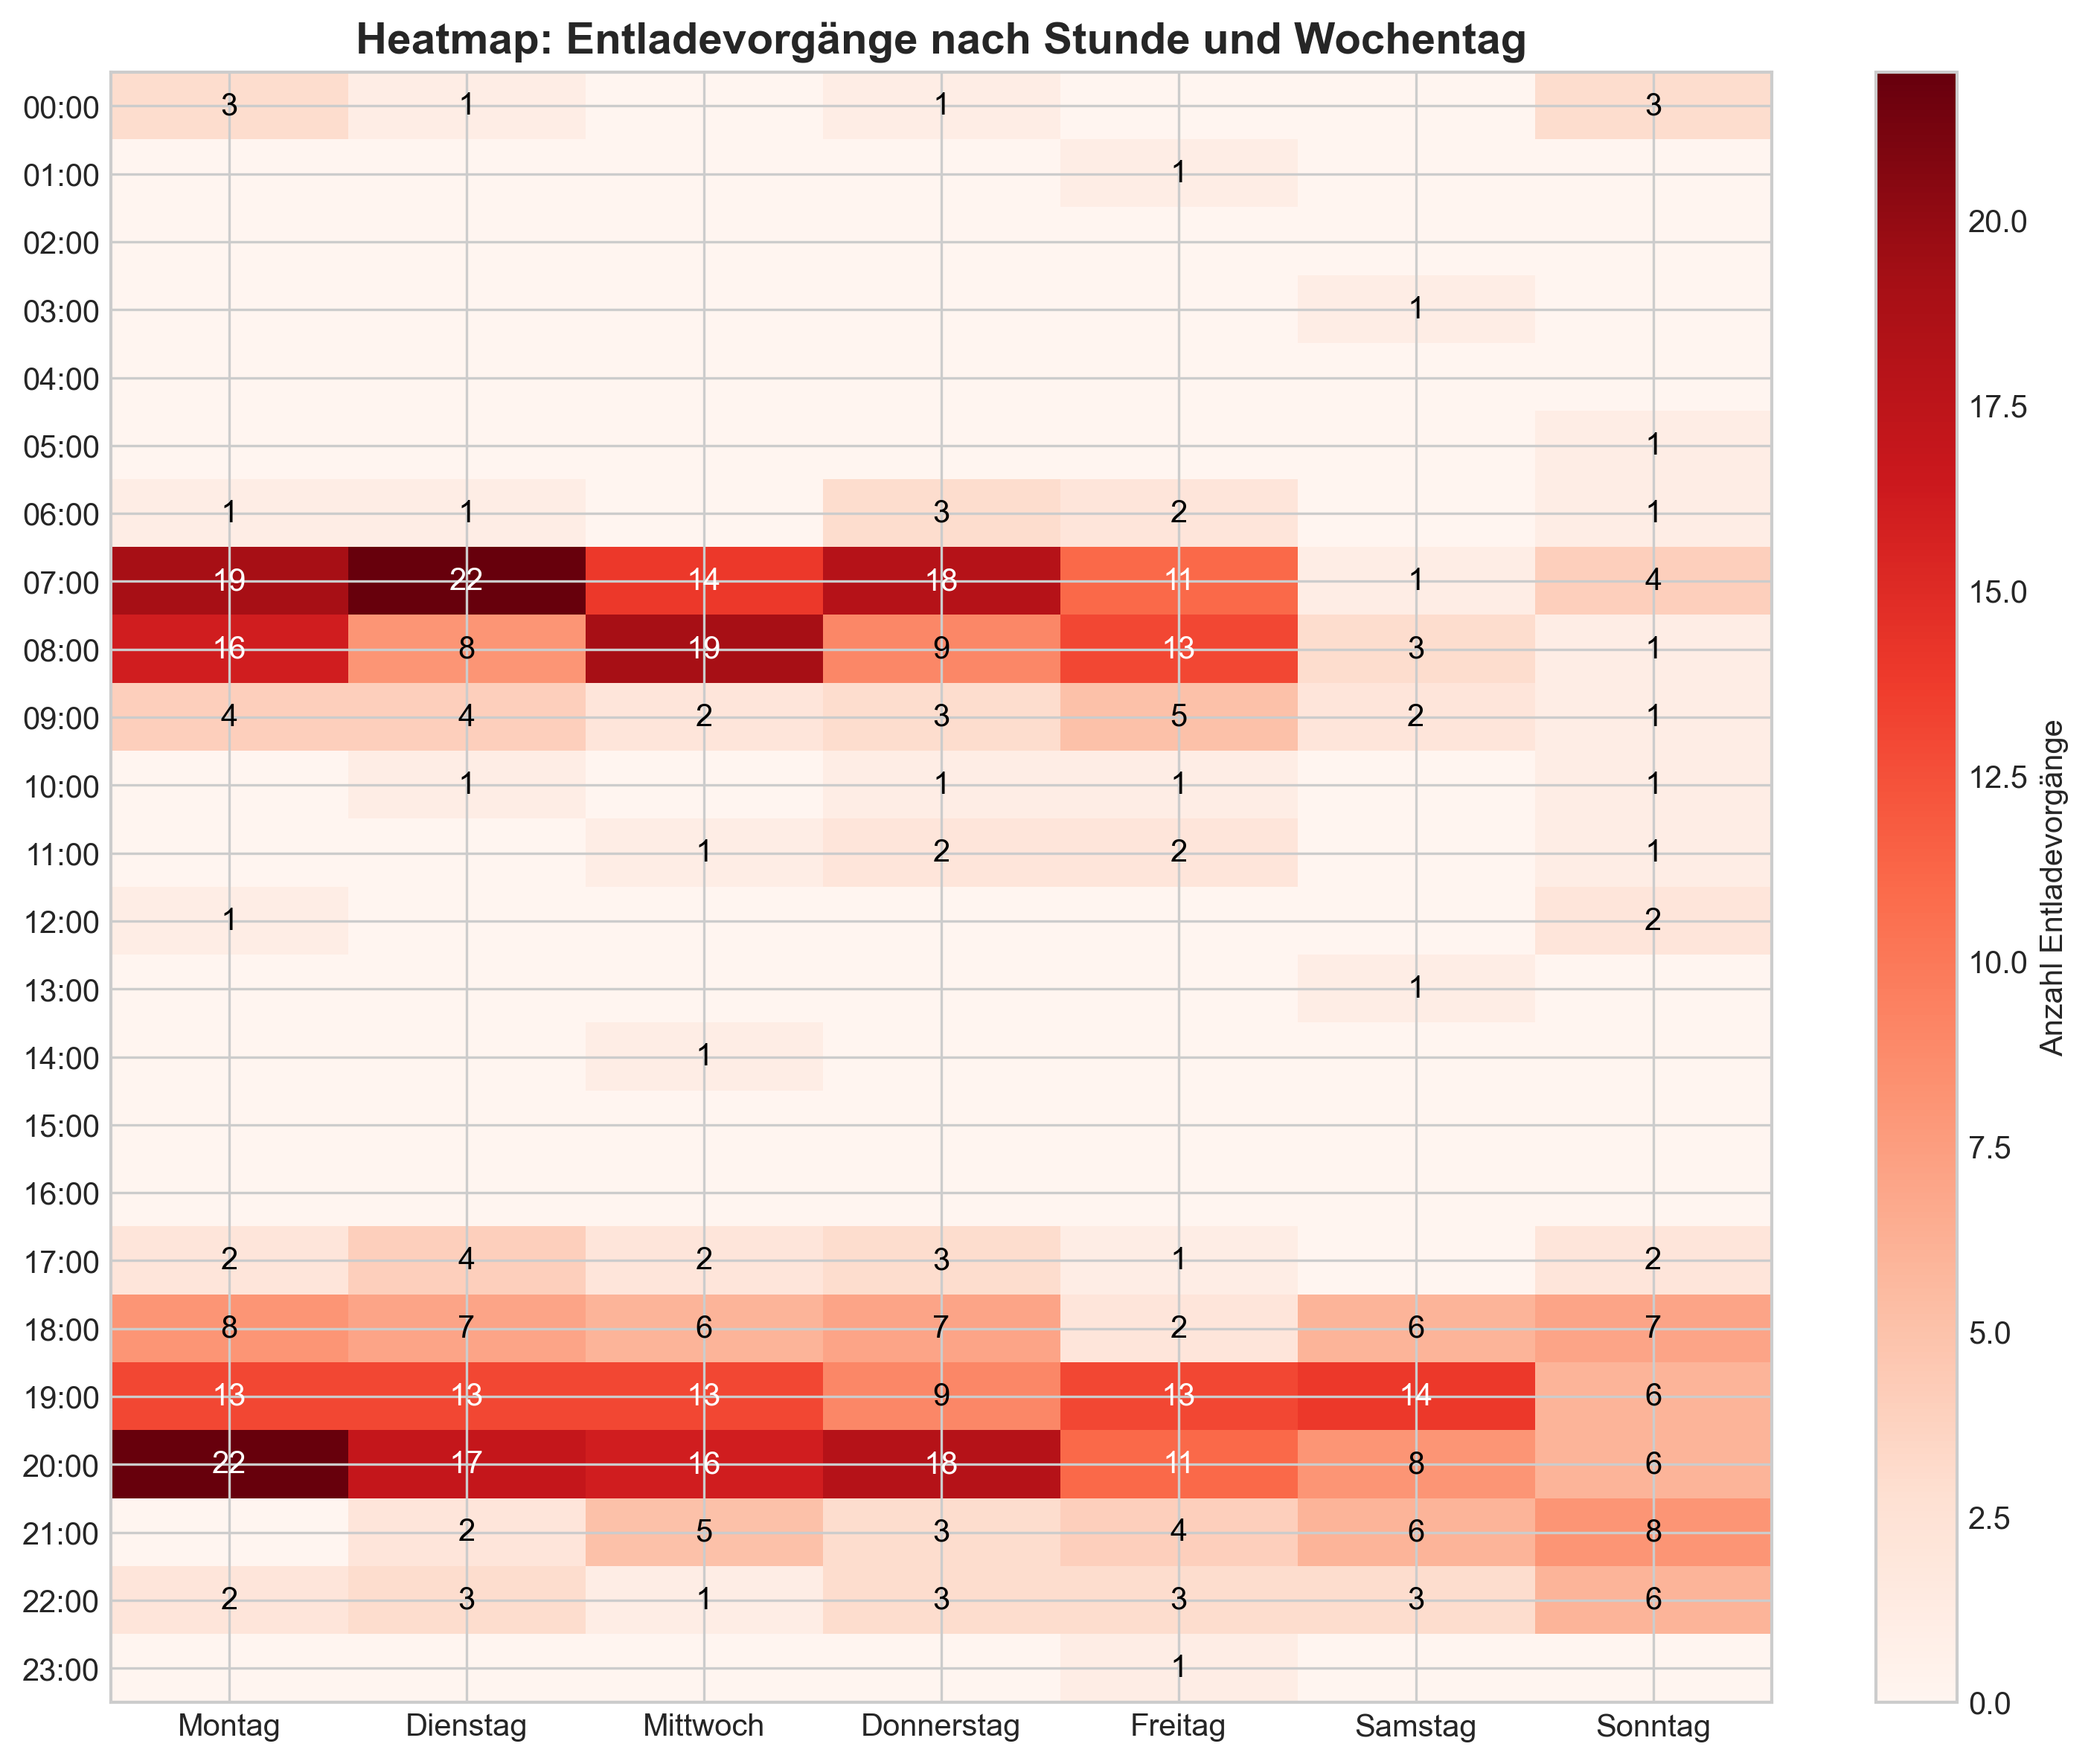 Heatmap: Entladevorgänge nach Stunde und Wochentag
00:00 3 1 1 3
01:00 1
02:00
03:00 1
04:00
05:00 1
06:00 1 1 3 2 1
07:00 19 22 14 18 11 1 4
08:00 16 8 19 9 13 3 1
09:00 4 4 2 3 5 2 1
10:00 1 1 1 1
11:00 1 2 2 1
12:00 1 2
13:00 1
14:00 1
15:00
16:00
17:00 2 4 2 3 1 2
18:00 8 7 6 7 2 6 7
19:00 13 13 13 9 13 14 6
20:00 22 17 16 18 11 8 6
21:00 2 5 3 4 6 8
22:00 2 3 1 3 3 3 6
23:00 1
Montag Dienstag Mittwoch Donnerstag Freitag Samstag Sonntag
20.0
17.5
15.0
12.5
10.0
7.5
5.0
2.5
0.0
Anzahl Entladevorgänge